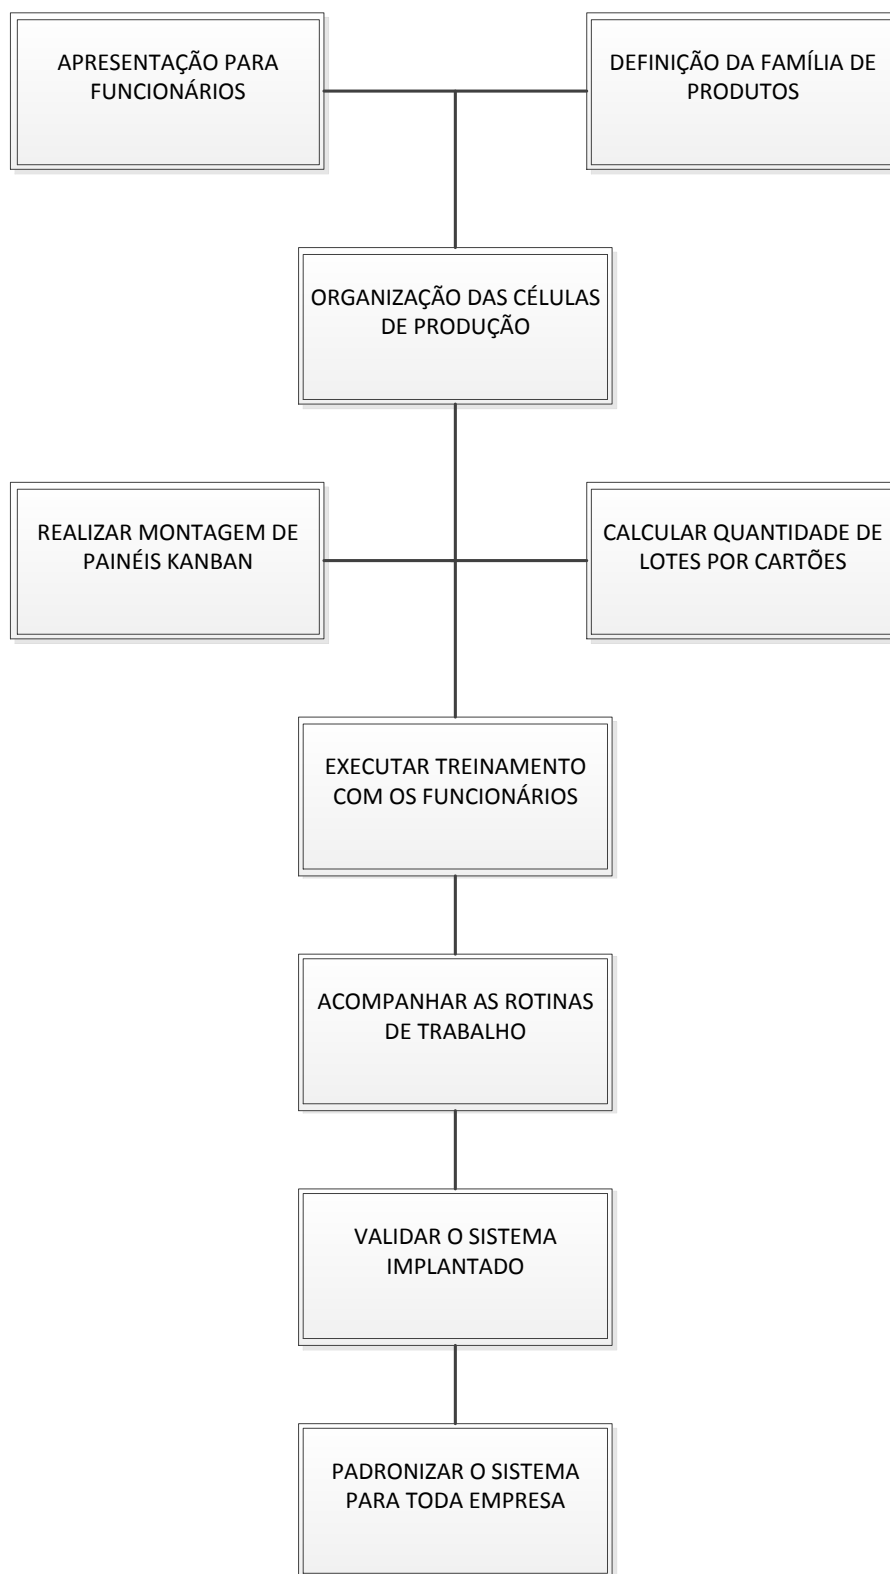 APRESENTAÇÃO PARA
FUNCIONÁRIOS
DEFINIÇÃO DA FAMÍLIA DE
PRODUTOS
ORGANIZAÇÃO DAS CÉLULAS
DE PRODUÇÃO
REALIZAR MONTAGEM DE
PAINÉIS KANBAN
CALCULAR QUANTIDADE DE
LOTES POR CARTÕES
EXECUTAR TREINAMENTO
COM OS FUNCIONÁRIOS
ACOMPANHAR AS ROTINAS
DE TRABALHO
VALIDAR O SISTEMA
IMPLANTADO
PADRONIZAR O SISTEMA
PARA TODA EMPRESA